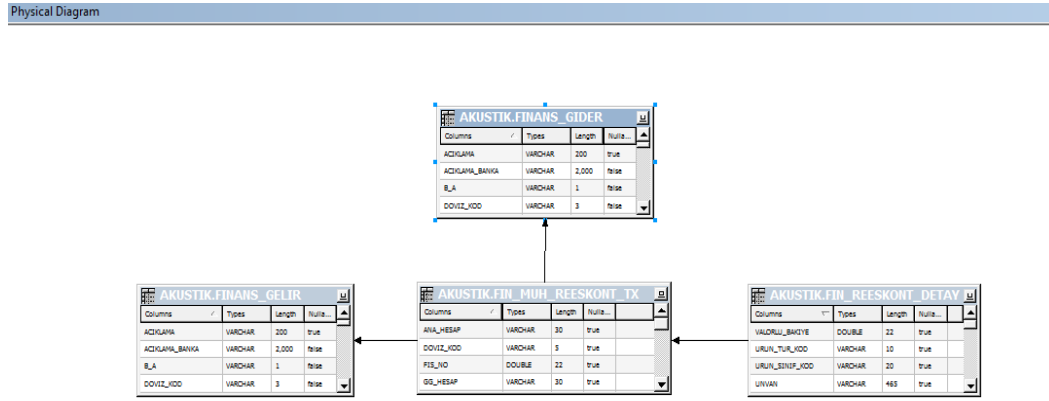 Physical Diagram
AKUSTIK.FINANS_GIDER
Columns Types Length Nulla...
ACIKLAMA VARCHAR 200 true
ACIKLAMA_BANKA VARCHAR 2,000 false
B_A VARCHAR 1 false
DOVIZ_KOD VARCHAR 3 false
AKUSTIK.FINANS_GELIR
Columns Types Length Nulla...
ACIKLAMA VARCHAR 200 true
ACIKLAMA_BANKA VARCHAR 2,000 false
B_A VARCHAR 1 false
DOVIZ_KOD VARCHAR 3 false
AKUSTIK.FIN_MUH_REESKONT_TX
Columns Types Length Nulla...
ANA_HESAP VARCHAR 30 true
DOVIZ_KOD VARCHAR 5 true
FIS_NO DOUBLE 22 true
GG_HESAP VARCHAR 30 true
AKUSTIK.FIN_REESKONT_DETAY
Columns Types Length Nulla...
VALORLU_BAKIYE DOUBLE 22 true
URUN_TUR_KOD VARCHAR 10 true
URUN_SINIF_KOD VARCHAR 20 true
UNVAN VARCHAR 465 true